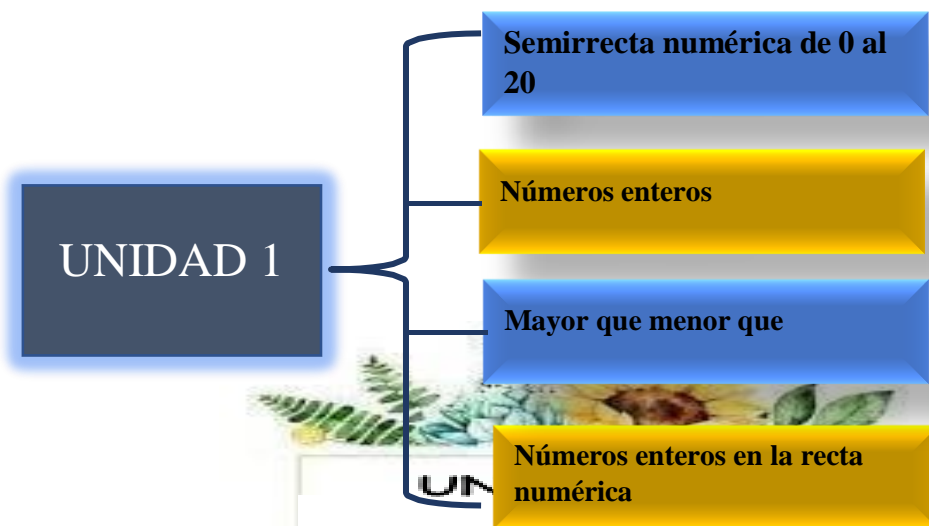 UNIDAD 1
Semirrecta numérica de 0 al
20
Números enteros
Mayor que menor que
Números enteros en la recta
numérica